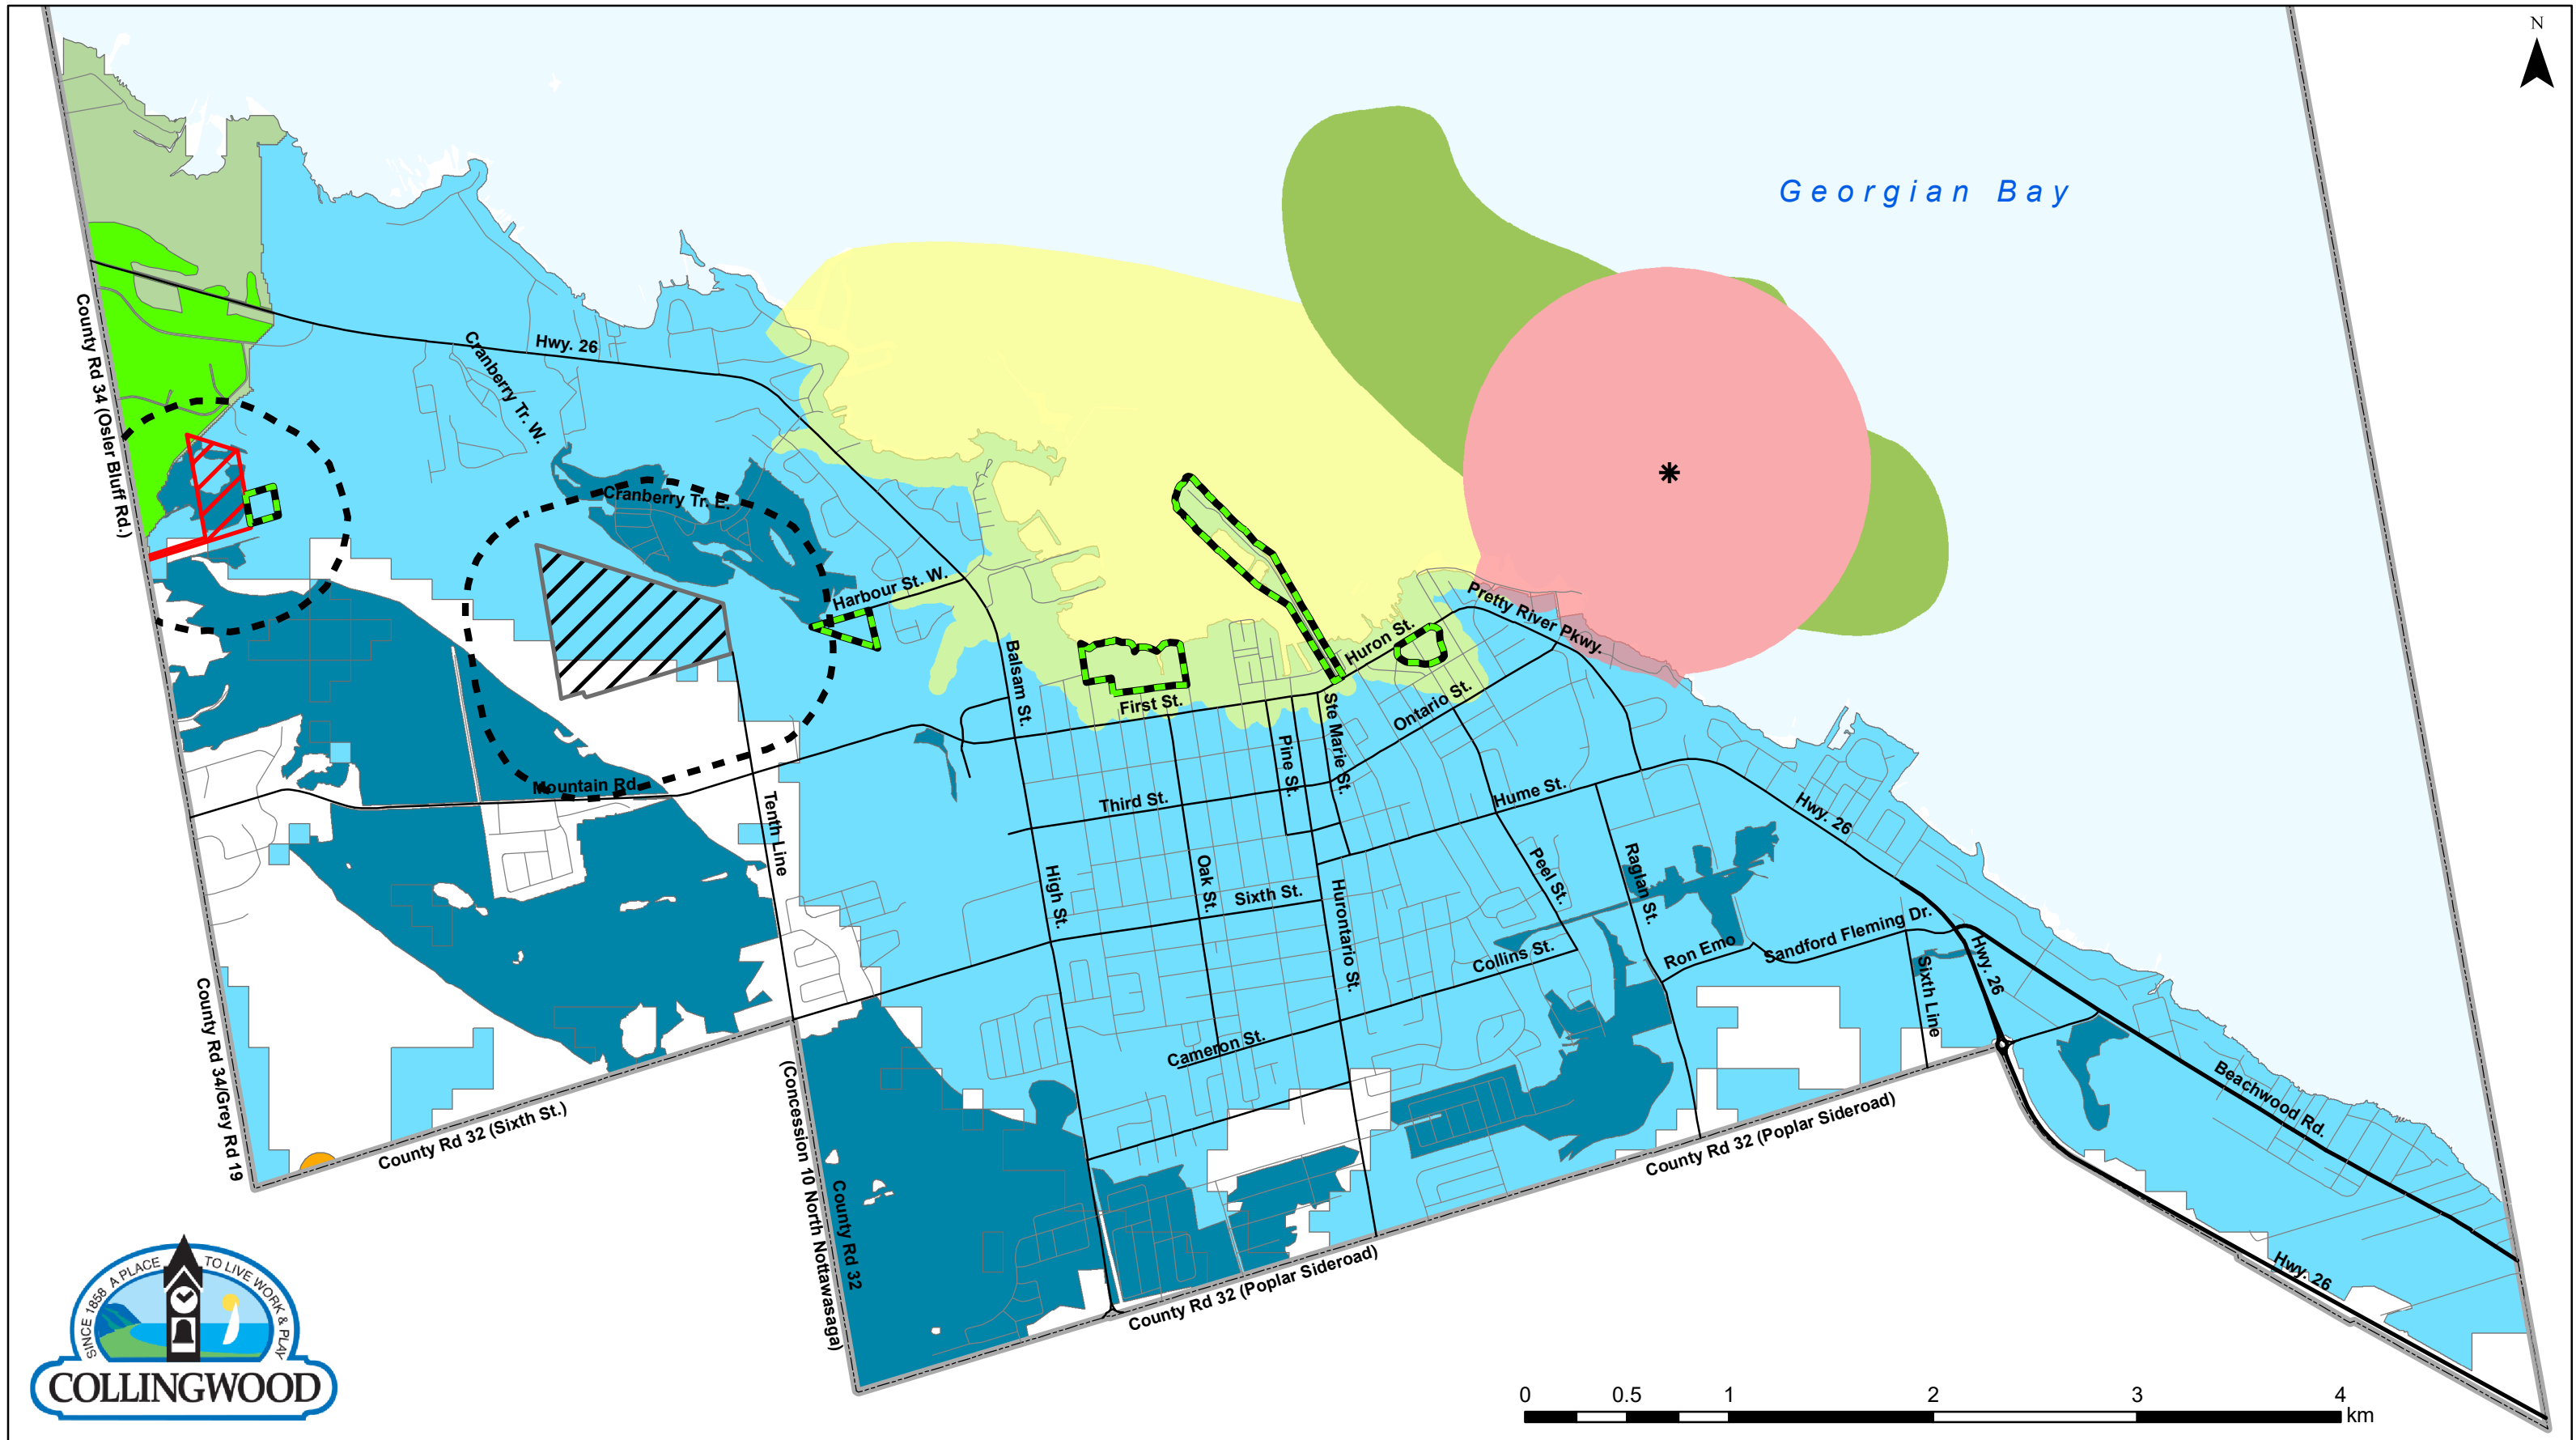 N
Georgian Bay
County Rd 34 (Osler Bluff Rd.)
Hwy. 26
Cranberry Tr. W.
Cranberry Tr. E.
Harbour St. W.
Balsam St.
First St.
Huron St.
Pretty River Pkwy.
Ontario St.
Ste Marie St.
Pine St.
Mountain Rd
Tenth Line
Third St.
Hume St.
Hwy. 26
High St.
Oak St.
Sixth St.
Hurontario St.
Peel St.
Raglan St.
Collins St.
Ron Emo
Sandford Fleming Dr.
Sixth Line
Hwy. 26
Cameron St.
County Rd 34/Grey Rd 19
County Rd 32 (Sixth St.)
(Concession 10 North Nottawasaga)
County Rd 32
County Rd 32 (Poplar Sideroad)
County Rd 32 (Poplar Sideroad)
Beachwood Rd.
Hwy. 26
SINCE 1858 A PLACE TO LIVE WORK & PLAY
COLLINGWOOD
0 0.5 1 2 3 4
km